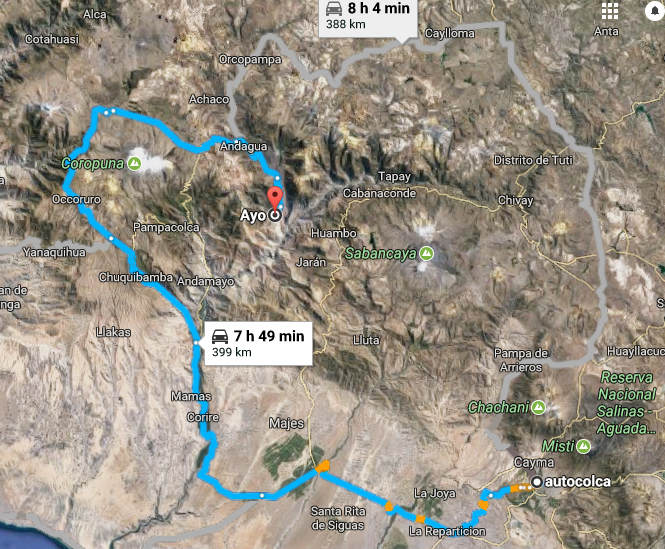 Alca
8 h 4 min
388 km
Cotahuasi
Caylloma
Anta
Orcopampa
Achaco
Andagua
Distrito de Tuti
Coropuna
Tapay
Cabanaconde
Occoruro
Ayo
Chivay
Pampacolca
Huambo
Yanaquihua
Sabancaya
Jarán
Chuquibamba
Andamayo
an de
nga
Llakas
7 h 49 min
399 km
Lluta
Pampa de
Arrieros
Huayllacuc
Reserva
Nacional
Salinas-
Aguada...
Mamas
Chachani
Corire
Majes
Misti
Cayma
autocolca
La Joya
Santa Rita
de Siguas
La Reparticion